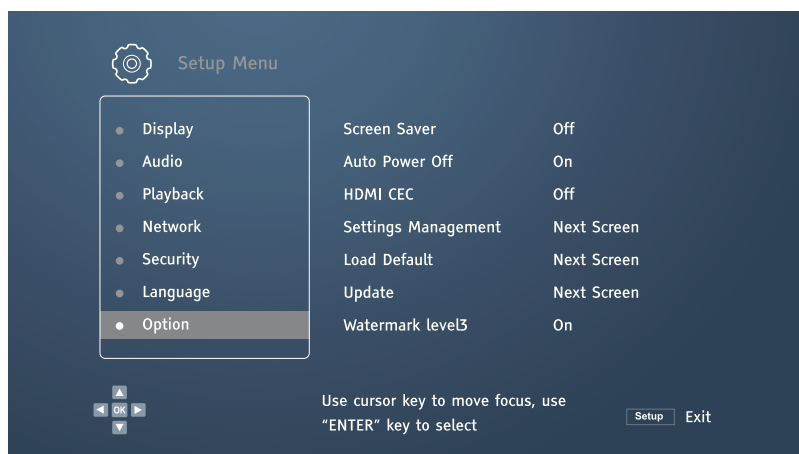 Setup Menu
Display
Audio
Playback
Network
Security
Language
Option
Screen Saver Off
Auto Power Off On
HDMI CEC Off
Settings Management Next Screen
Load Default Next Screen
Update Next Screen
Watermark level3 On
OK
Use cursor key to move focus, use
“ENTER” key to select
Setup Exit